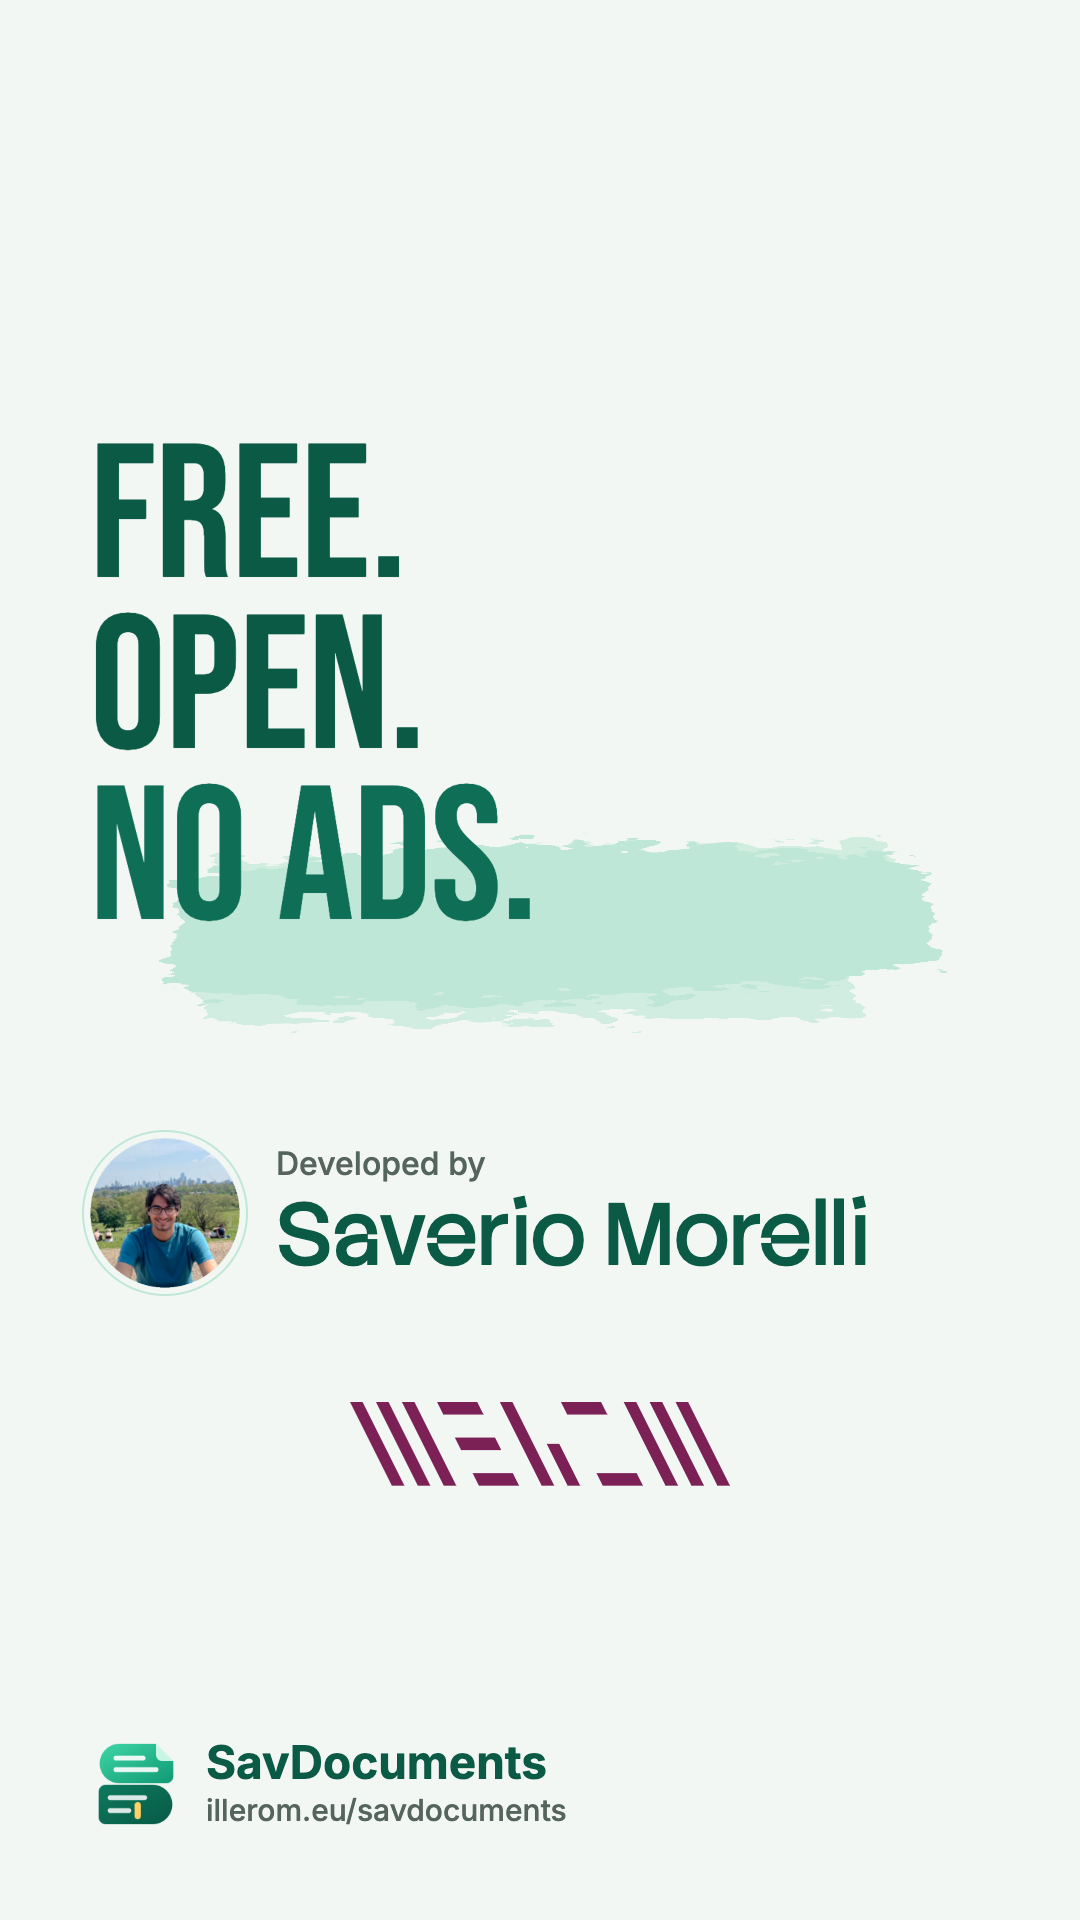 FREE.
OPEN.
NO ADS.
Developed by
Saverio Morelli
SavDocuments
illerom.eu/savdocuments